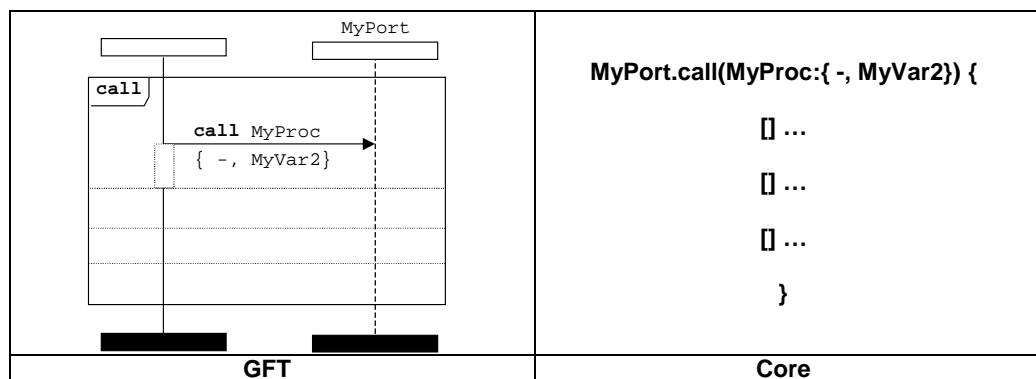 MyPort
call
call MyProc
{ -, MyVar2}
MyPort.call(MyProc:{ -, MyVar2}) {
[] …
[] …
[] …
}
GFT
Core